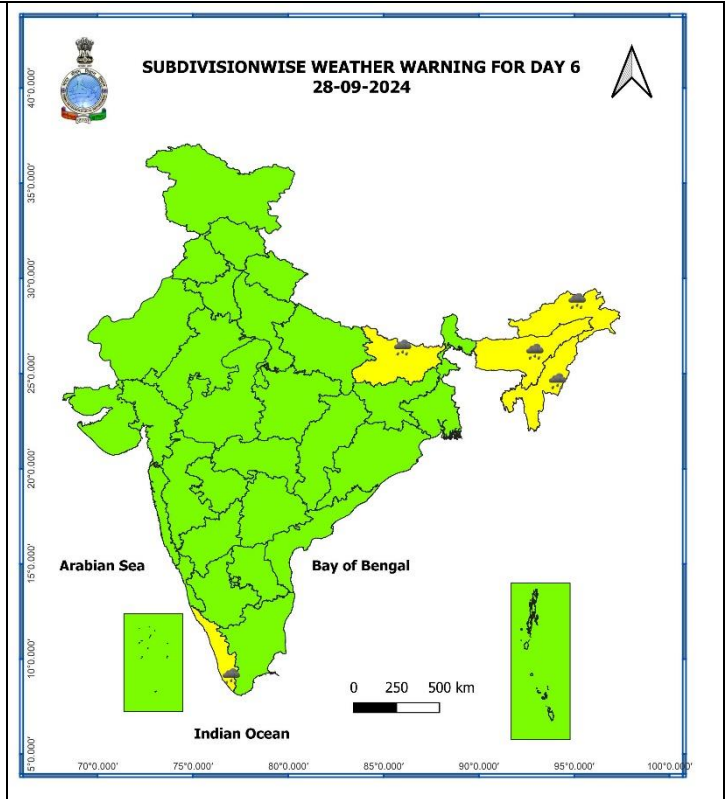 SUBDIVISIONWISE WEATHER WARNING FOR DAY 6
28-09-2024
40°0.000'
35°0.000'
30°0.000'
25°0.000'
20°0.000'
15°0.000'
10°0.000'
5°0.000'
Arabian Sea
Bay of Bengal
0 250 500 km
Indian Ocean
70°0.000' 75°0.000' 80°0.000' 85°0.000' 90°0.000' 95°0.000' 100°0.000'